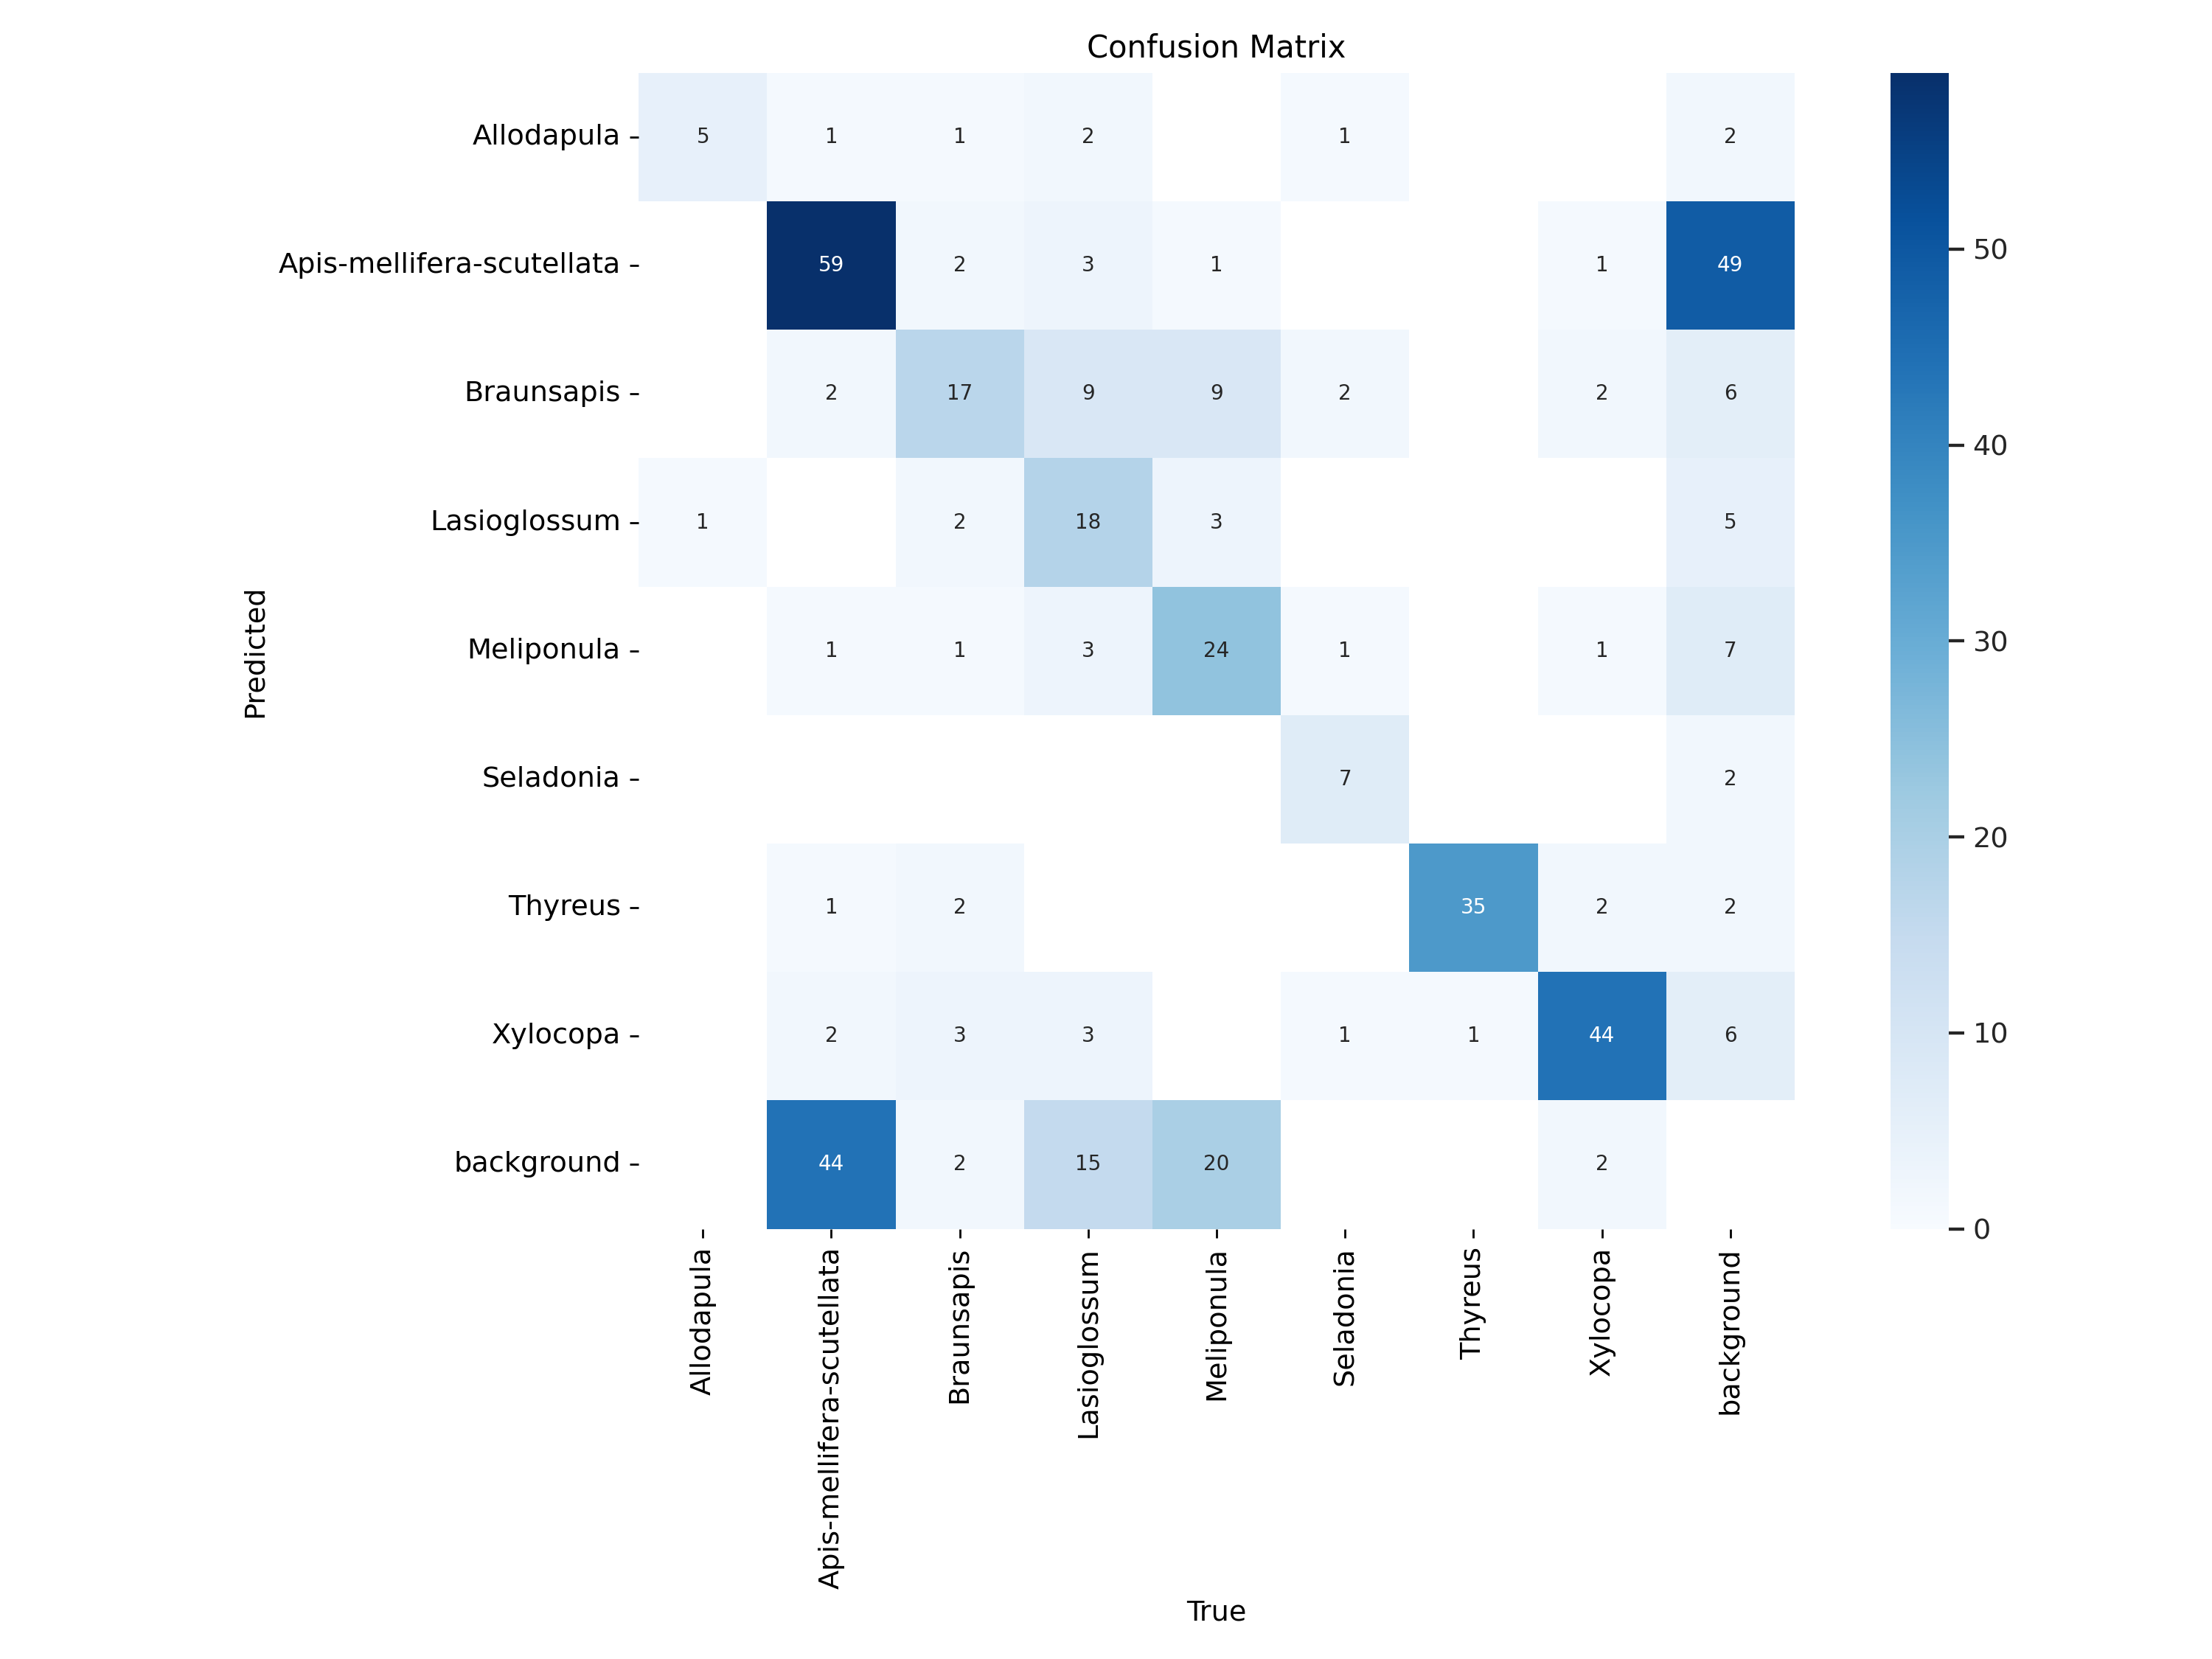 Confusion Matrix
Allodapula 5 1 1 2 1 2
Apis-mellifera-scutellata 59 2 3 1 1 49
50
Braunsapis 2 17 9 9 2 2 6
40
Lasioglossum 1 2 18 3 5
Predicted
Meliponula 1 1 3 24 1 1 7
30
Seladonia 7 2
20
Thyreus 1 2 35 2 2
Xylocopa 2 3 3 1 1 44 6
10
background 44 2 15 20 2
0
Allodapula
Apis-mellifera-scutellata
Braunsapis
Lasioglossum
Meliponula
Seladonia
Thyreus
Xylocopa
background
True